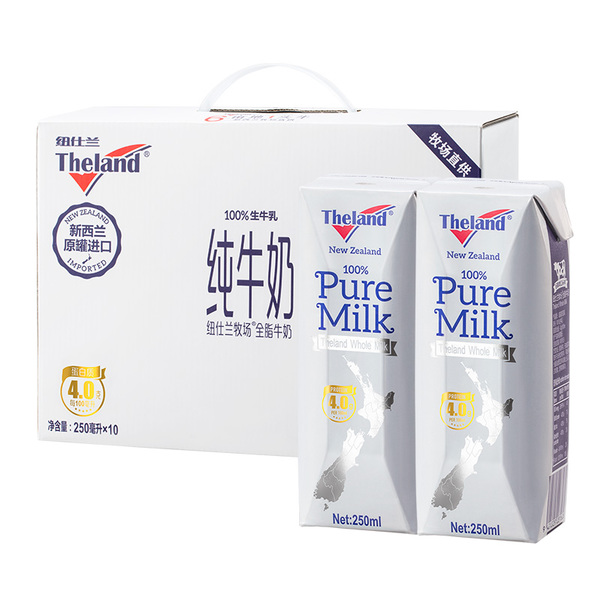 纽仕兰
Theland®
NEW ZEALAND
新西兰
原罐进口
IMPORTED
100%生牛乳
纯牛奶
纽仕兰牧场®全脂牛奶
4.0
净含量：250毫升×10
牧场直供
Theland®
New Zealand
100%
Pure
Milk
Theland Whole Milk
4.0
Net:250ml
Theland®
New Zealand
100%
Pure
Milk
Theland Whole Milk
4.0
Net:250ml